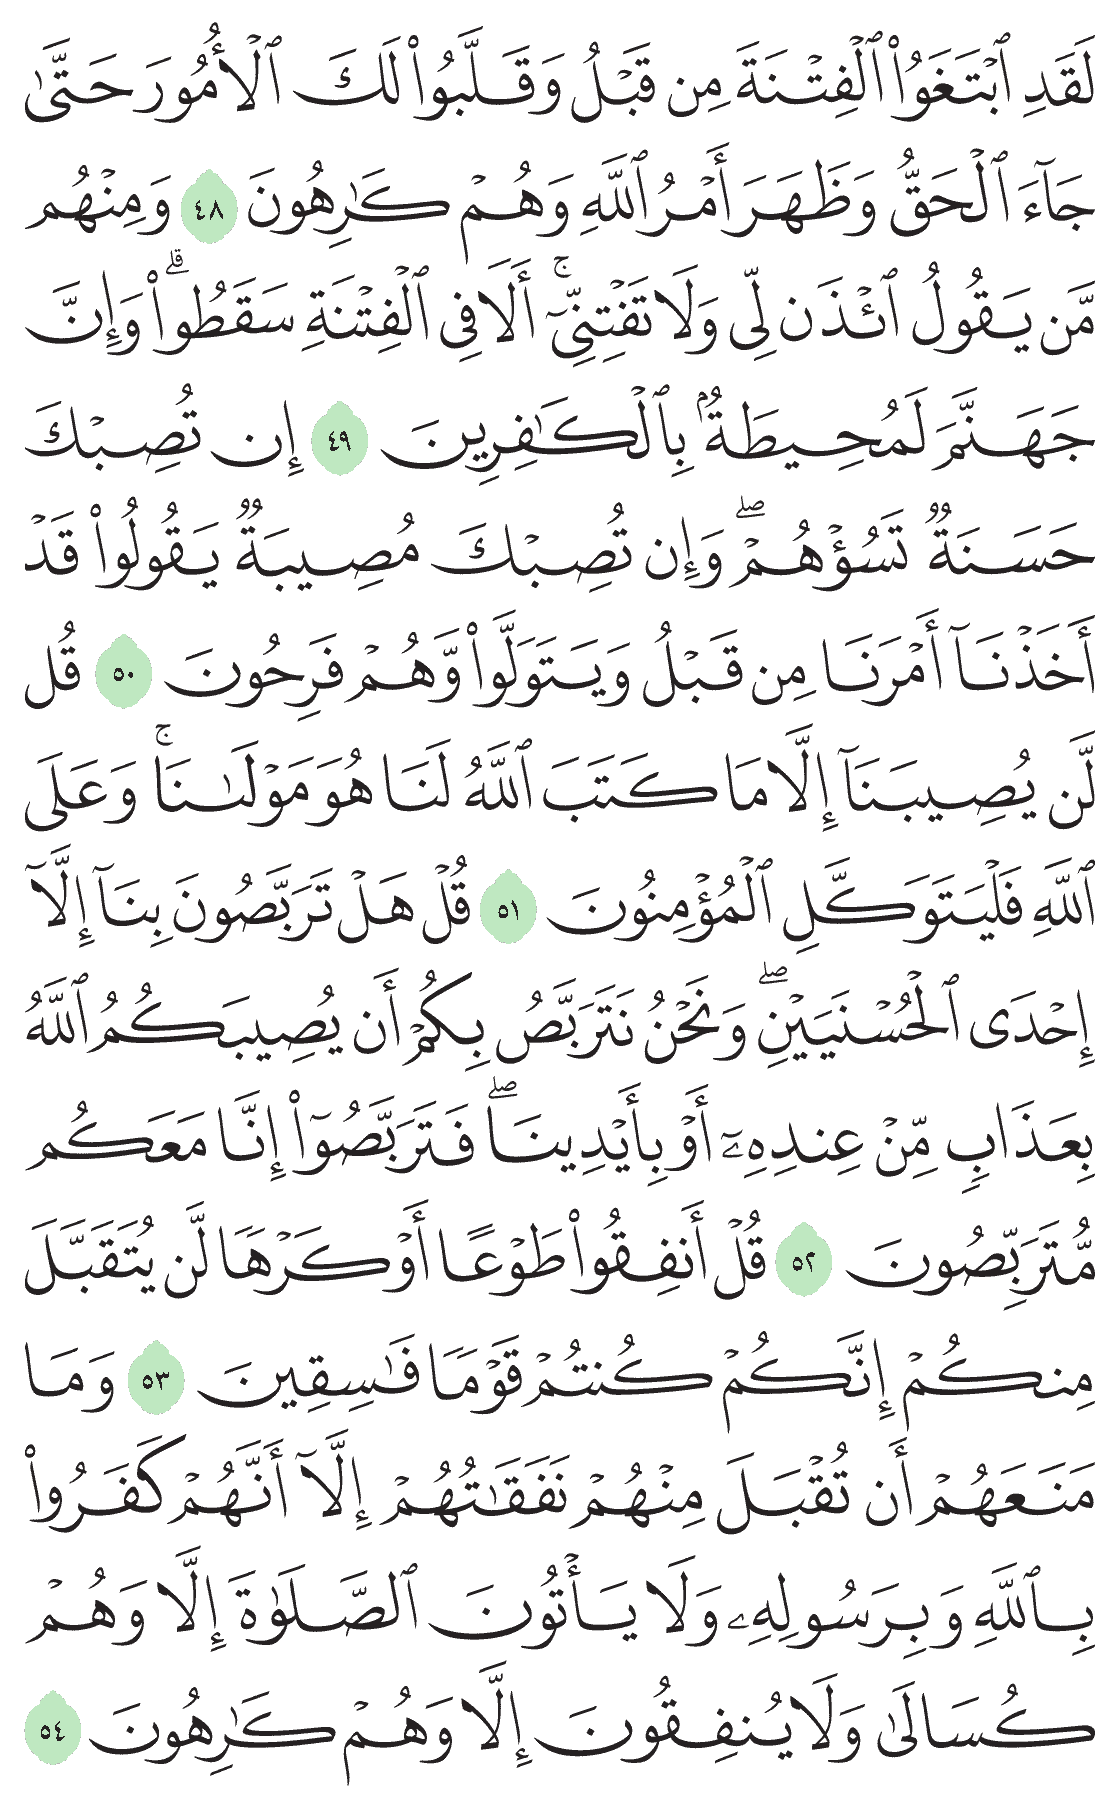 لَقَدِ ٱبْتَغَوُا۟ ٱلْفِتْنَةَ مِن قَبْلُ وَقَلَّبُوا۟ لَكَ ٱلْأُمُورَ حَتَّىٰ
جَآءَ ٱلْحَقُّ وَظَهَرَ أَمْرُ ٱللَّهِ وَهُمْ كَـٰرِهُونَ ٤٨ وَمِنْهُم
مَّن يَقُولُ ٱئْذَن لِّى وَلَا تَفْتِنِّىٓ ۚ أَلَا فِى ٱلْفِتْنَةِ سَقَطُوا۟ ۗ وَإِنَّ
جَهَنَّمَ لَمُحِيطَةٌۢ بِٱلْكَـٰفِرِينَ ٤٩ إِن تُصِبْكَ
حَسَنَةٌ تَسُؤْهُمْ ۖ وَإِن تُصِبْكَ مُصِيبَةٌ يَقُولُوا۟ قَدْ
أَخَذْنَآ أَمْرَنَا مِن قَبْلُ وَيَتَوَلَّوا۟ وَّهُمْ فَرِحُونَ ٥٠ قُل
لَّن يُصِيبَنَآ إِلَّا مَا كَتَبَ ٱللَّهُ لَنَا هُوَ مَوْلَىٰنَا ۚ وَعَلَى
ٱللَّهِ فَلْيَتَوَكَّلِ ٱلْمُؤْمِنُونَ ٥١ قُلْ هَلْ تَرَبَّصُونَ بِنَآ إِلَّآ
إِحْدَى ٱلْحُسْنَيَيْنِ ۖ وَنَحْنُ نَتَرَبَّصُ بِكُمْ أَن يُصِيبَكُمُ ٱللَّهُ
بِعَذَابٍ مِّنْ عِندِهِۦٓ أَوْ بِأَيْدِينَا ۖ فَتَرَبَّصُوٓا۟ إِنَّا مَعَكُم
مُّتَرَبِّصُونَ ٥٢ قُلْ أَنفِقُوا۟ طَوْعًا أَوْ كَرْهًا لَّن يُتَقَبَّلَ
مِنكُمْ إِنَّكُمْ كُنتُمْ قَوْمًا فَـٰسِقِينَ ٥٣ وَمَا
مَنَعَهُمْ أَن تُقْبَلَ مِنْهُمْ نَفَقَـٰتُهُمْ إِلَّآ أَنَّهُمْ كَفَرُوا۟
بِٱللَّهِ وَبِرَسُولِهِۦ وَلَا يَأْتُونَ ٱلصَّلَوٰةَ إِلَّا وَهُمْ
كُسَالَىٰ وَلَا يُنفِقُونَ إِلَّا وَهُمْ كَـٰرِهُونَ ٥٤